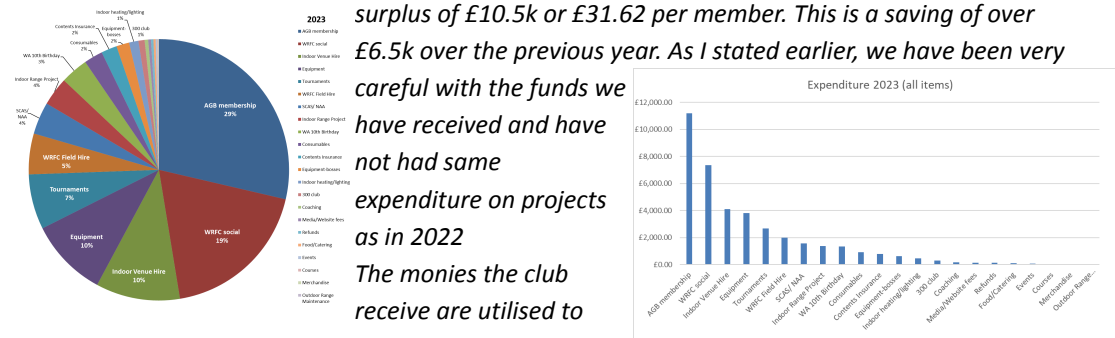 Indoor heating/lighting
1%
Contents Insurance
2%
Equipment-
bosses
2%
300 club
1%
Consumables
2%
WA 10th Birthday
3%
Indoor Range Project
4%
SCAS/
NAA
4%
WRFC Field Hire
5%
Tournaments
7%
Equipment
10%
Indoor Venue Hire
10%
WRFC social
19%
AGB membership
29%
2023
AGB membership
WRFC social
Indoor Venue Hire
Equipment
Tournaments
WRFC Field Hire
SCAS/ NAA
Indoor Range Project
WA 10th Birthday
Consumables
Contents Insurance
Equipment-bosses
Indoor heating/lighting
300 club
Coaching
Media/Website fees
Refunds
Food/Catering
Events
Courses
Merchandise
Outdoor Range
Maintenance
surplus of £10.5k or £31.62 per member. This is a saving of over
£6.5k over the previous year. As I stated earlier, we have been very
careful with the funds we
have received and have
not had same
expenditure on projects
as in 2022
The monies the club
receive are utilised to
Expenditure 2023 (all items)
£12,000.00
£10,000.00
£8,000.00
£6,000.00
£4,000.00
£2,000.00
£0.00
AGB membership
WRFC social
Indoor Venue Hire
Equipment
Tournaments
WRFC Field Hire
SCAS/ NAA
Indoor Range Project
WA 10th Birthday
Consumables
Contents Insurance
Equipment-bosses
Indoor heating/lighting
300 club
Coaching
Media/Website fees
Refunds
Food/Catering
Events
Courses
Merchandise
Outdoor Range...